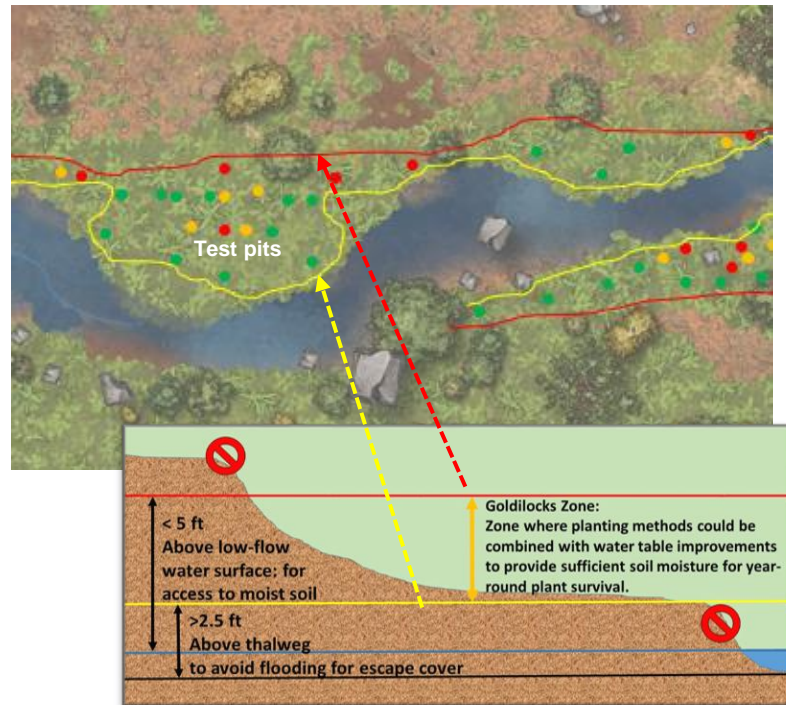 Test pits
< 5 ft
Above low-flow
water surface; for
access to moist soil
Goldilocks Zone:
Zone where planting methods could be
combined with water table improvements
to provide sufficient soil moisture for year-
round plant survival.
>2.5 ft
Above thalweg
to avoid flooding for escape cover